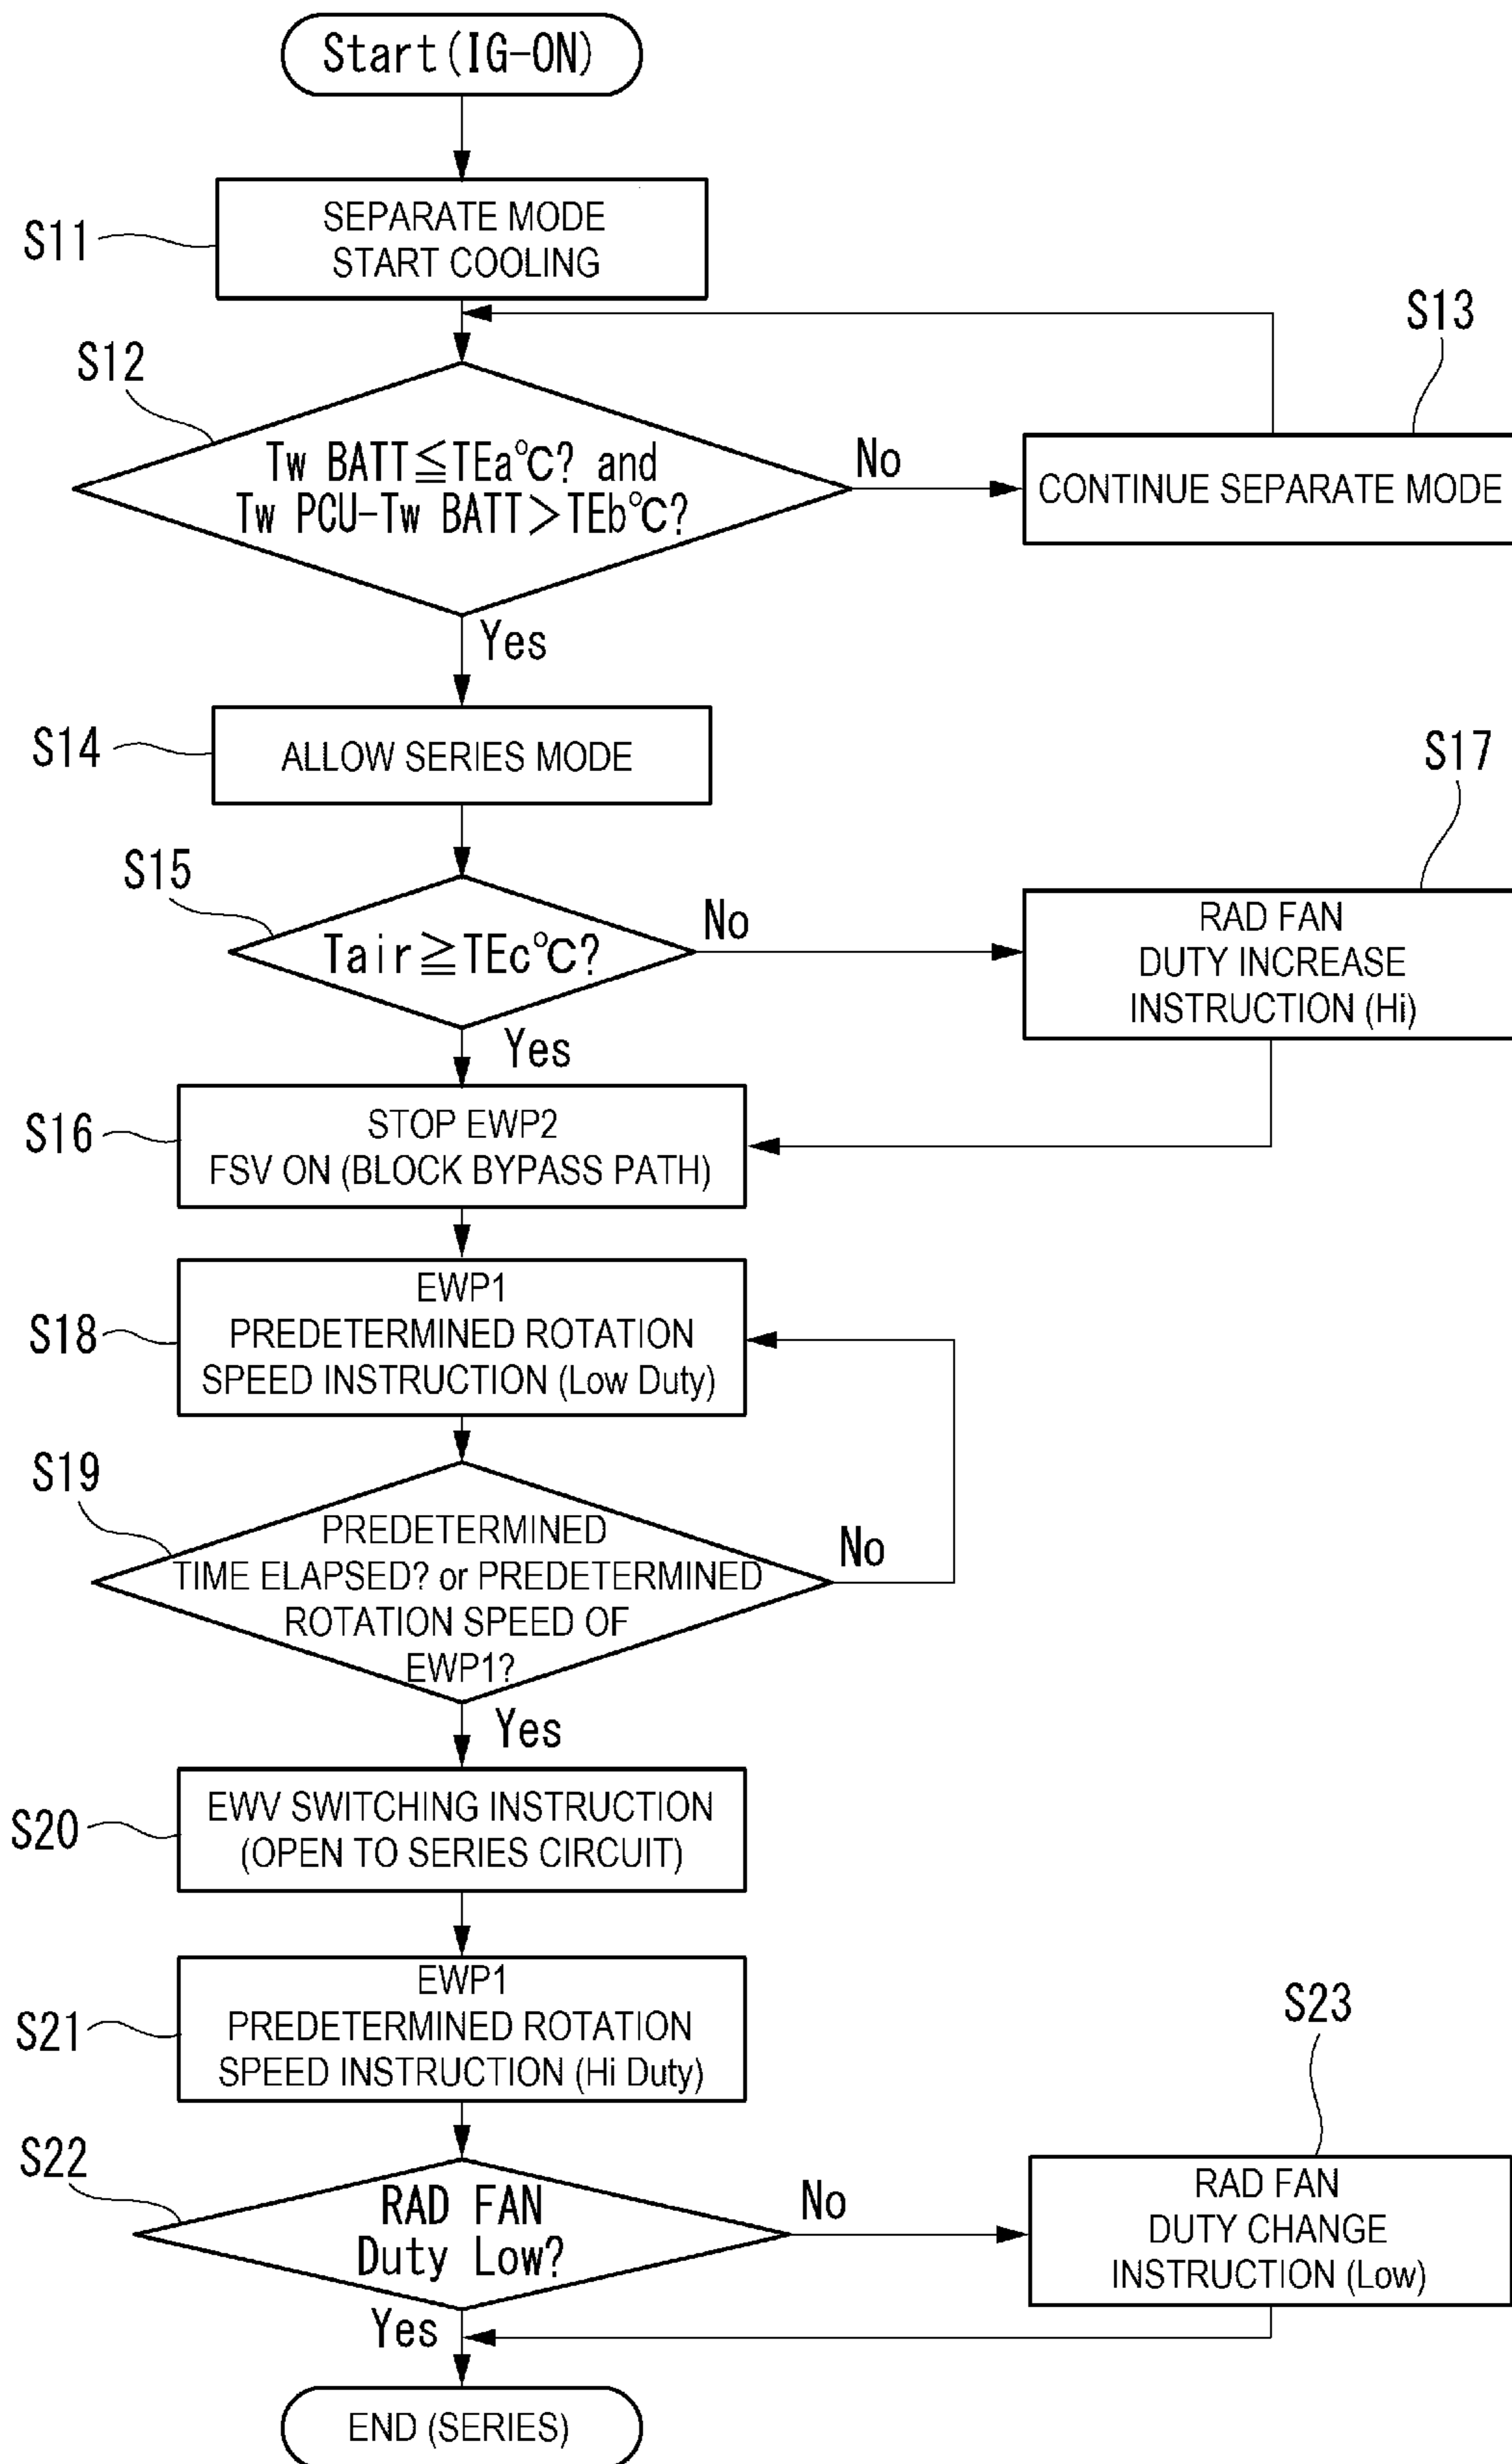 Start(IG-ON)
S11
SEPARATE MODE
START COOLING
S12
Tw BATT≦TEa℃? and
Tw PCU-Tw BATT>TEb℃?
No
S13
CONTINUE SEPARATE MODE
Yes
S14
ALLOW SERIES MODE
S15
Tair≧TEc℃?
No
S17
RAD FAN
DUTY INCREASE
INSTRUCTION (Hi)
Yes
S16
STOP EWP2
FSV ON (BLOCK BYPASS PATH)
S18
EWP1
PREDETERMINED ROTATION
SPEED INSTRUCTION (Low Duty)
S19
PREDETERMINED
TIME ELAPSED? or PREDETERMINED
ROTATION SPEED OF
EWP1?
No
Yes
S20
EWV SWITCHING INSTRUCTION
(OPEN TO SERIES CIRCUIT)
S21
EWP1
PREDETERMINED ROTATION
SPEED INSTRUCTION (Hi Duty)
S22
RAD FAN
Duty Low?
No
S23
RAD FAN
DUTY CHANGE
INSTRUCTION (Low)
Yes
END (SERIES)